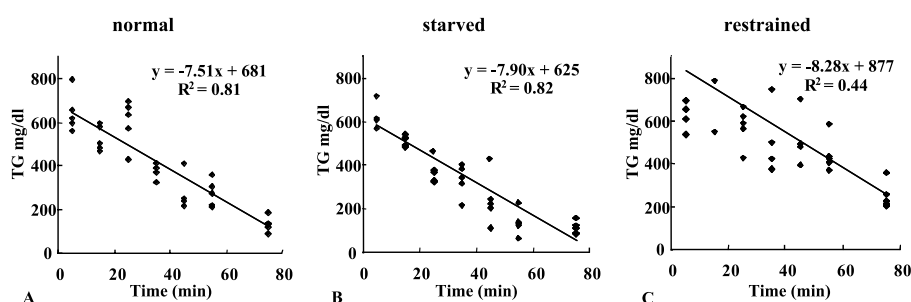 normal
y = -7.51x + 681
R² = 0.81
TG mg/dl
800
600
400
200
0
0 20 40 60 80
Time (min)
A
starved
y = -7.90x + 625
R² = 0.82
TG mg/dl
800
600
400
200
0
0 20 40 60 80
Time (min)
B
restrained
y = -8.28x + 877
R² = 0.44
TG mg/dl
800
600
400
200
0
0 20 40 60 80
Time (min)
C